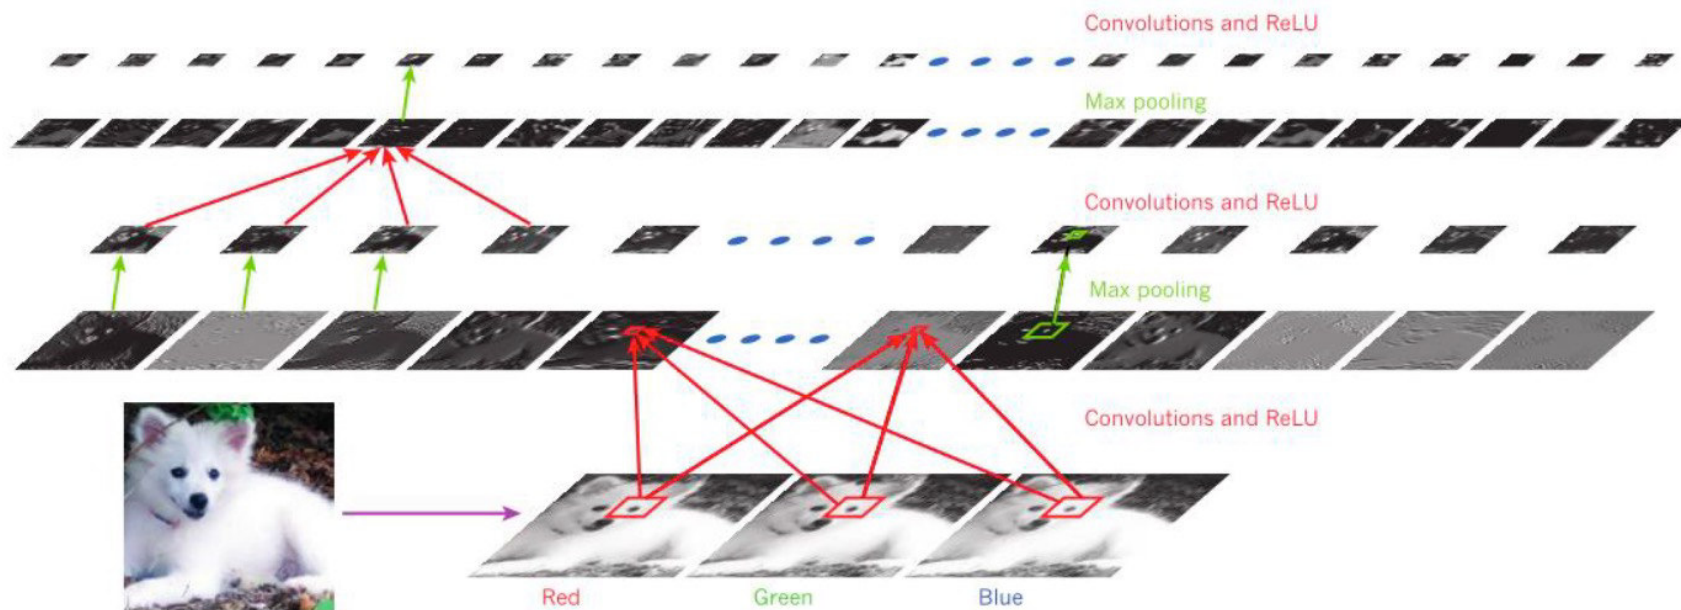 Convolutions and ReLU
Max pooling
Convolutions and ReLU
Max pooling
Convolutions and ReLU
Red
Green
Blue